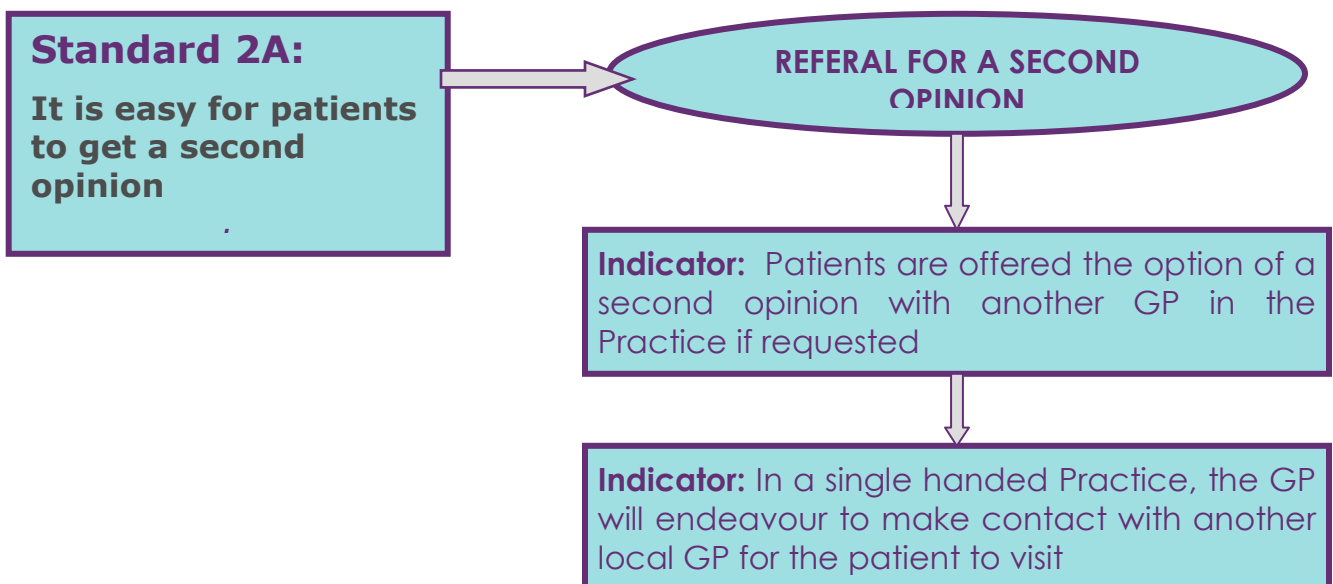 Standard 2A:
It is easy for patients
to get a second
opinion
.
REFERAL FOR A SECOND
OPINION
Indicator: Patients are offered the option of a
second opinion with another GP in the
Practice if requested
Indicator: In a single handed Practice, the GP
will endeavour to make contact with another
local GP for the patient to visit